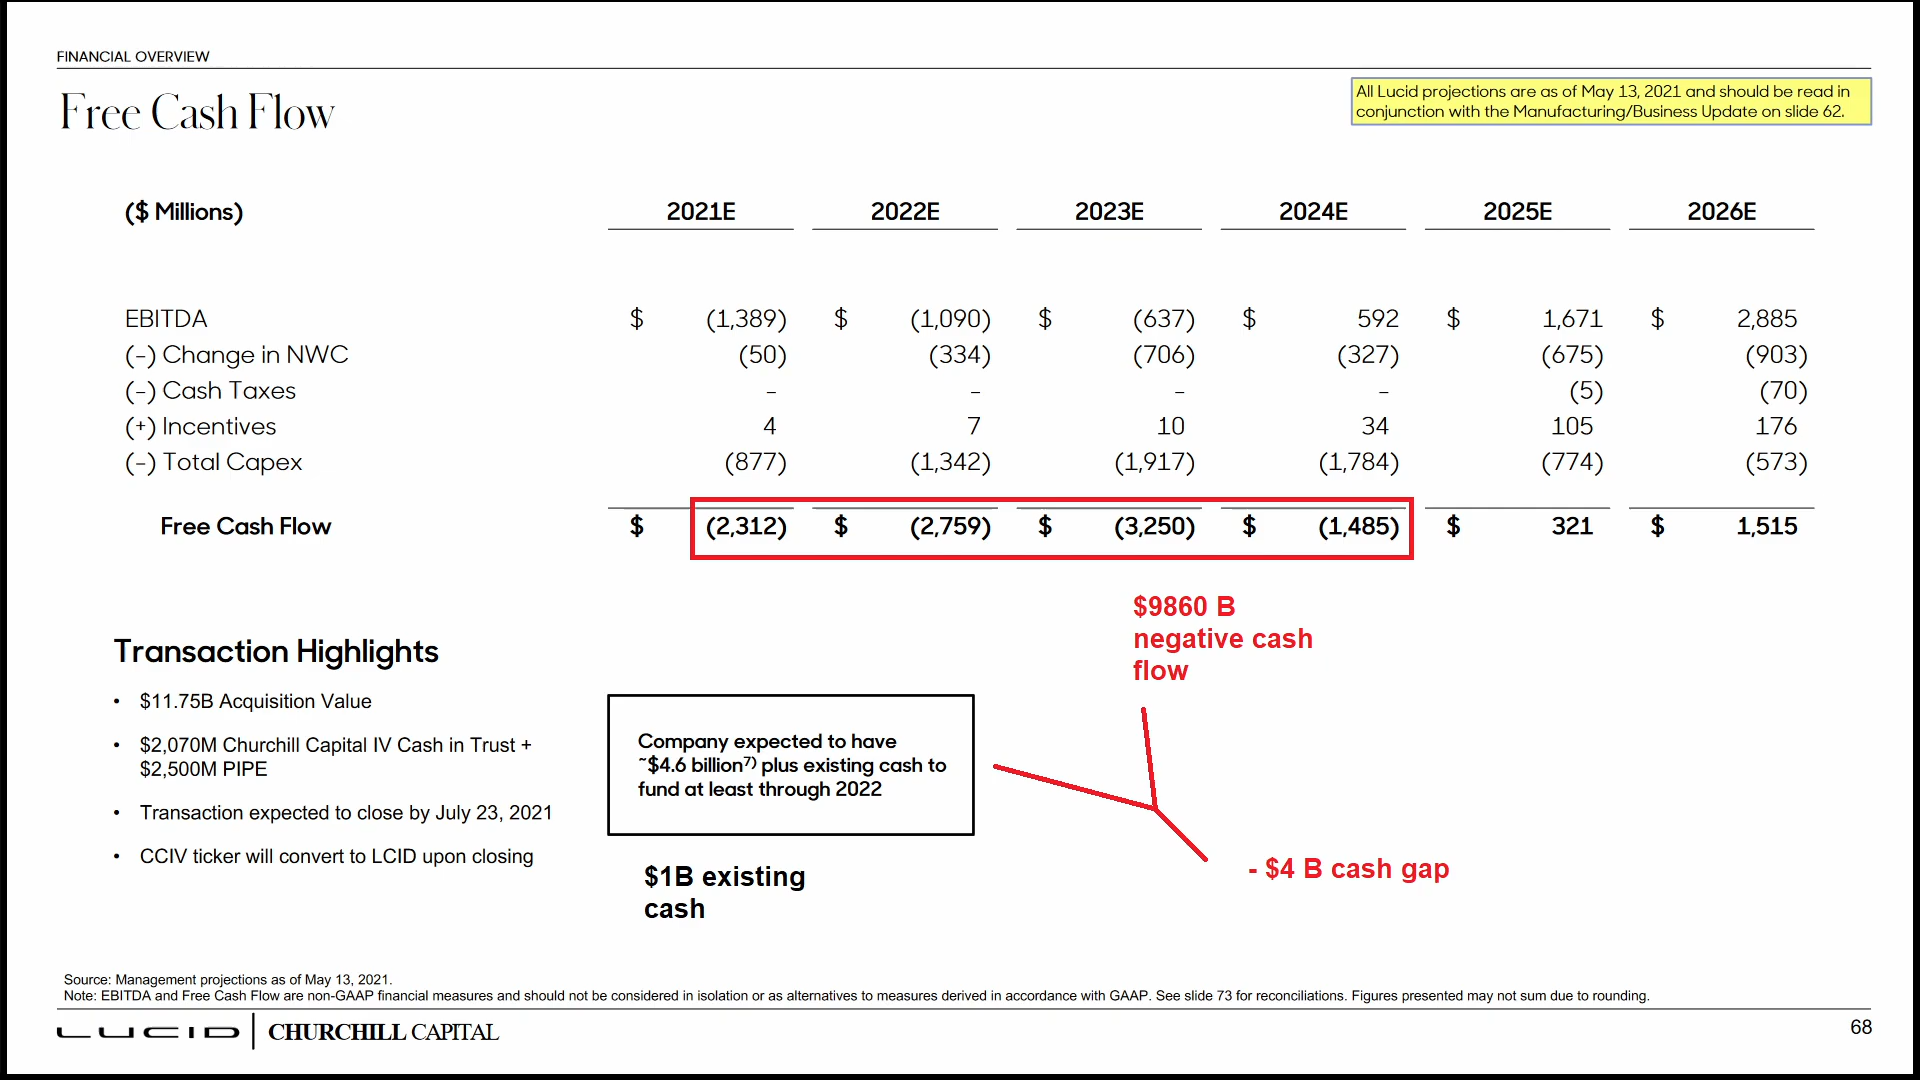 FINANCIAL OVERVIEW
Free Cash Flow
All Lucid projections are as of May 13, 2021 and should be read in
conjunction with the Manufacturing/Business Update on slide 62.
($ Millions) 2021E 2022E 2023E 2024E 2025E 2026E
EBITDA $ (1,389) $ (1,090) $ (637) $ 592 $ 1,671 $ 2,885
(-) Change in NWC (50) (334) (706) (327) (675) (903)
(-) Cash Taxes - - - - (5) (70)
(+) Incentives 4 7 10 34 105 176
(-) Total Capex (877) (1,342) (1,917) (1,784) (774) (573)
Free Cash Flow $ (2,312) $ (2,759) $ (3,250) $ (1,485) $ 321 $ 1,515
$9860 B
negative cash
flow
Transaction Highlights
• $11.75B Acquisition Value
• $2,070M Churchill Capital IV Cash in Trust +
$2,500M PIPE
• Transaction expected to close by July 23, 2021
• CCIV ticker will convert to LCID upon closing
Company expected to have
~$4.6 billion⁷⁾ plus existing cash to
fund at least through 2022
$1B existing
cash
- $4 B cash gap
Source: Management projections as of May 13, 2021.
Note: EBITDA and Free Cash Flow are non-GAAP financial measures and should not be considered in isolation or as alternatives to measures derived in accordance with GAAP. See slide 73 for reconciliations. Figures presented may not sum due to rounding.
LUCID | CHURCHILL CAPITAL
68